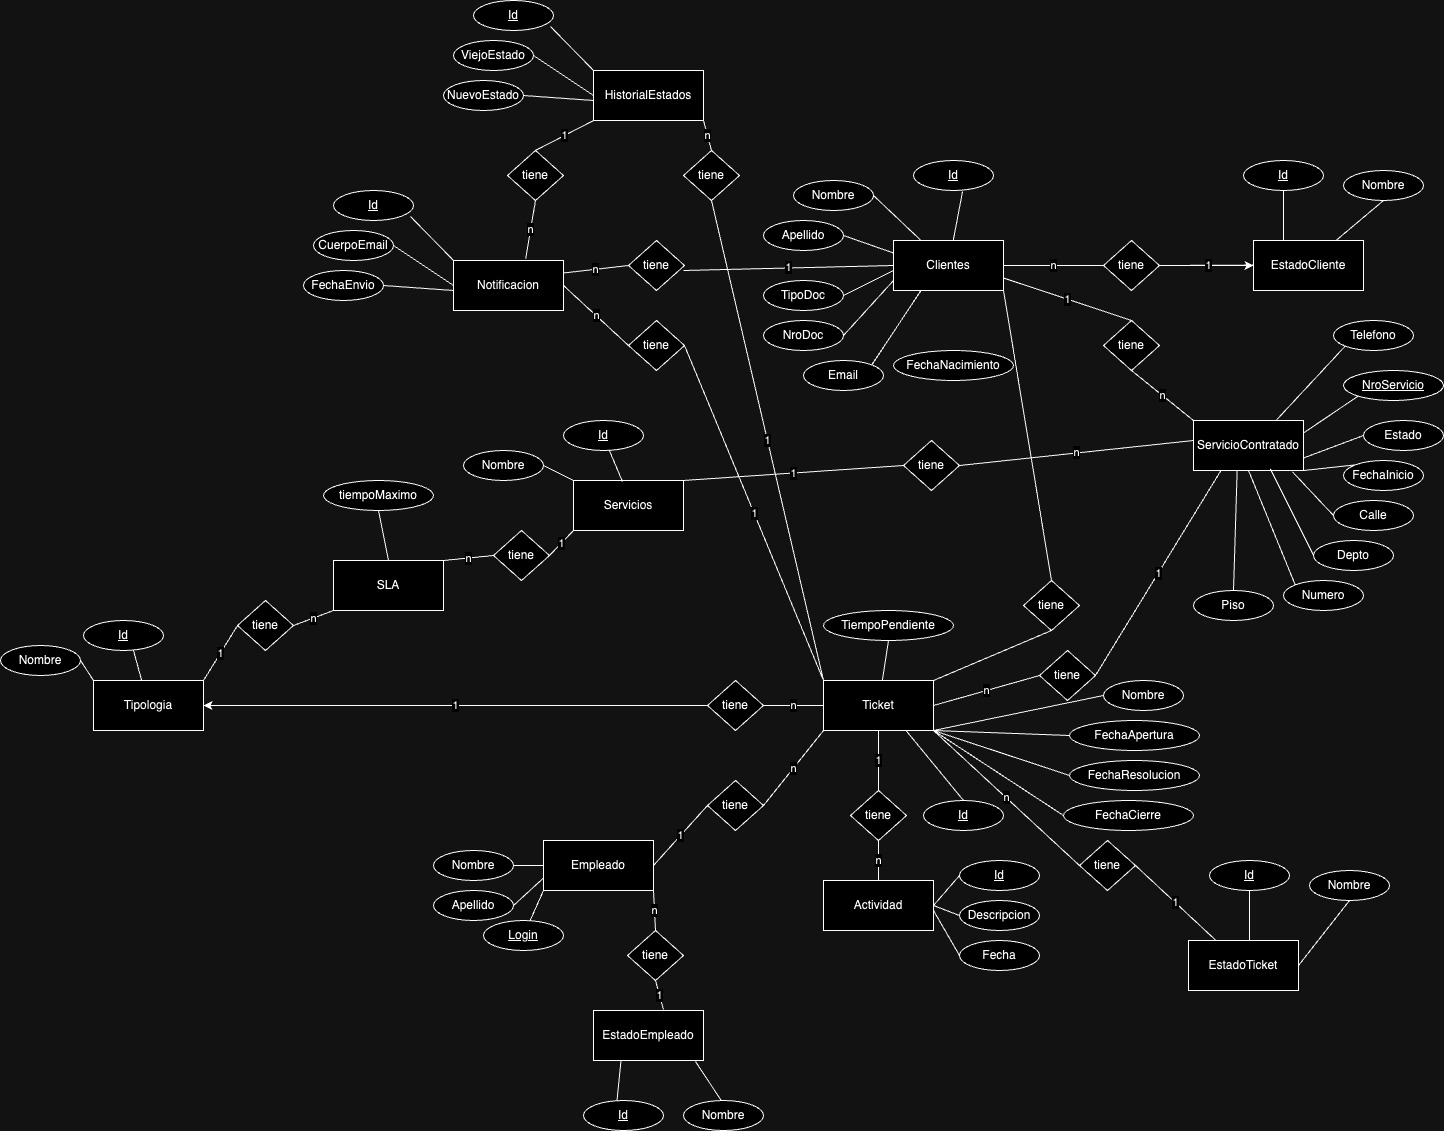 Id
ViejoEstado
NuevoEstado
HistorialEstados
1
n
tiene
tiene
Id
Nombre
Id
Id
Nombre
Id
CuerpoEmail
FechaEnvio
n
Apellido
Notificacion
n
tiene
1
Clientes
n
tiene
1
EstadoCliente
TipoDoc
1
n
NroDoc
tiene
tiene
Telefono
Email
FechaNacimiento
NroServicio
n
Id
1
Estado
ServicioContratado
Nombre
1
tiene
n
FechaInicio
tiempoMaximo
Servicios
1
Calle
1
n
tiene
Depto
SLA
1
Numero
Piso
tiene
n
tiene
TiempoPendiente
Id
Nombre
1
tiene
n
Nombre
Tipologia
1
tiene
n
Ticket
FechaApertura
1
n
FechaResolucion
n
tiene
tiene
Id
FechaCierre
1
Nombre
Empleado
n
tiene
Id
Nombre
Actividad
Id
Descripcion
Fecha
1
Apellido
n
Login
tiene
EstadoTicket
1
EstadoEmpleado
Id
Nombre